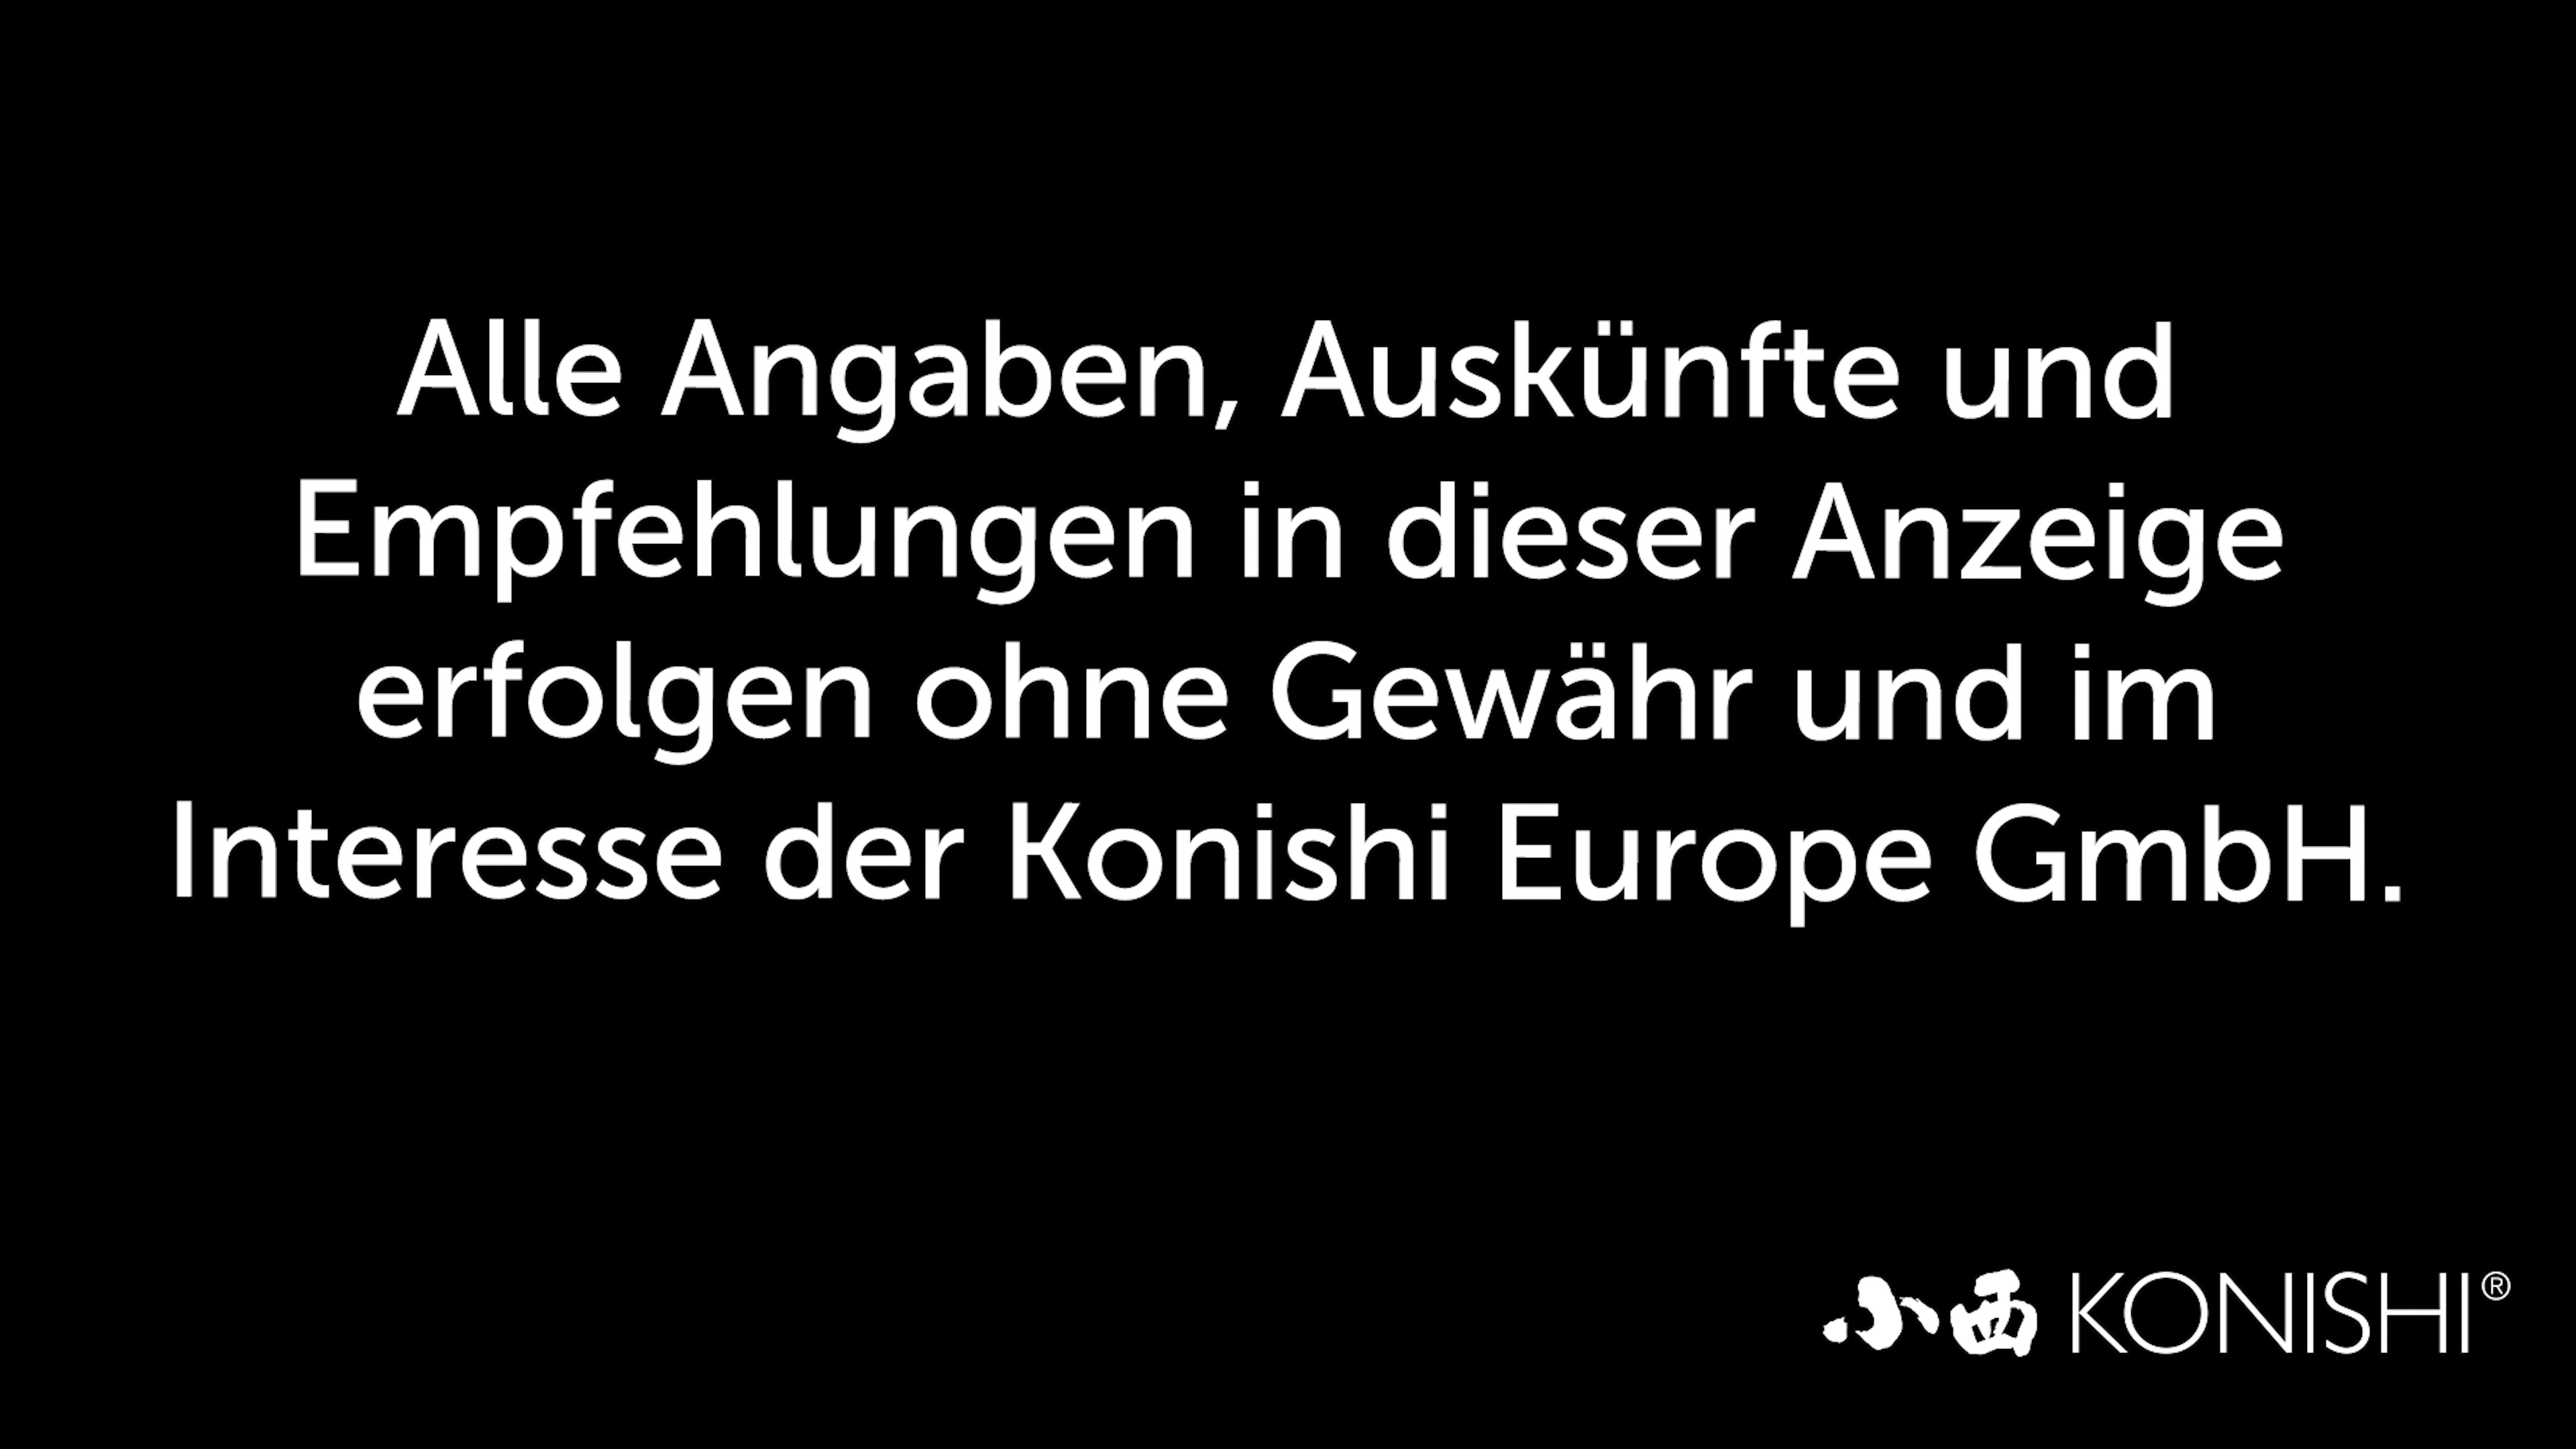 Alle Angaben, Auskünfte und
Empfehlungen in dieser Anzeige
erfolgen ohne Gewähr und im
Interesse der Konishi Europe GmbH.
小西 KONISHI®